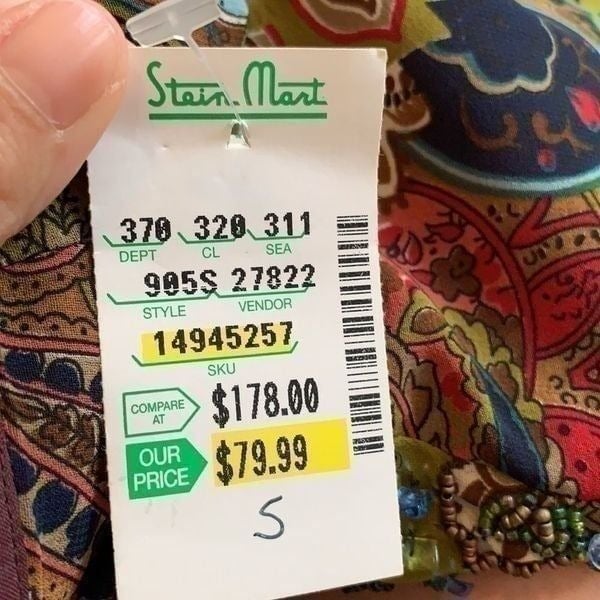 Stein Mart
370 320 311
DEPT CL SEA
905S 27822
STYLE VENDOR
14945257
SKU
COMPARE AT $178.00
OUR PRICE $79.99
S